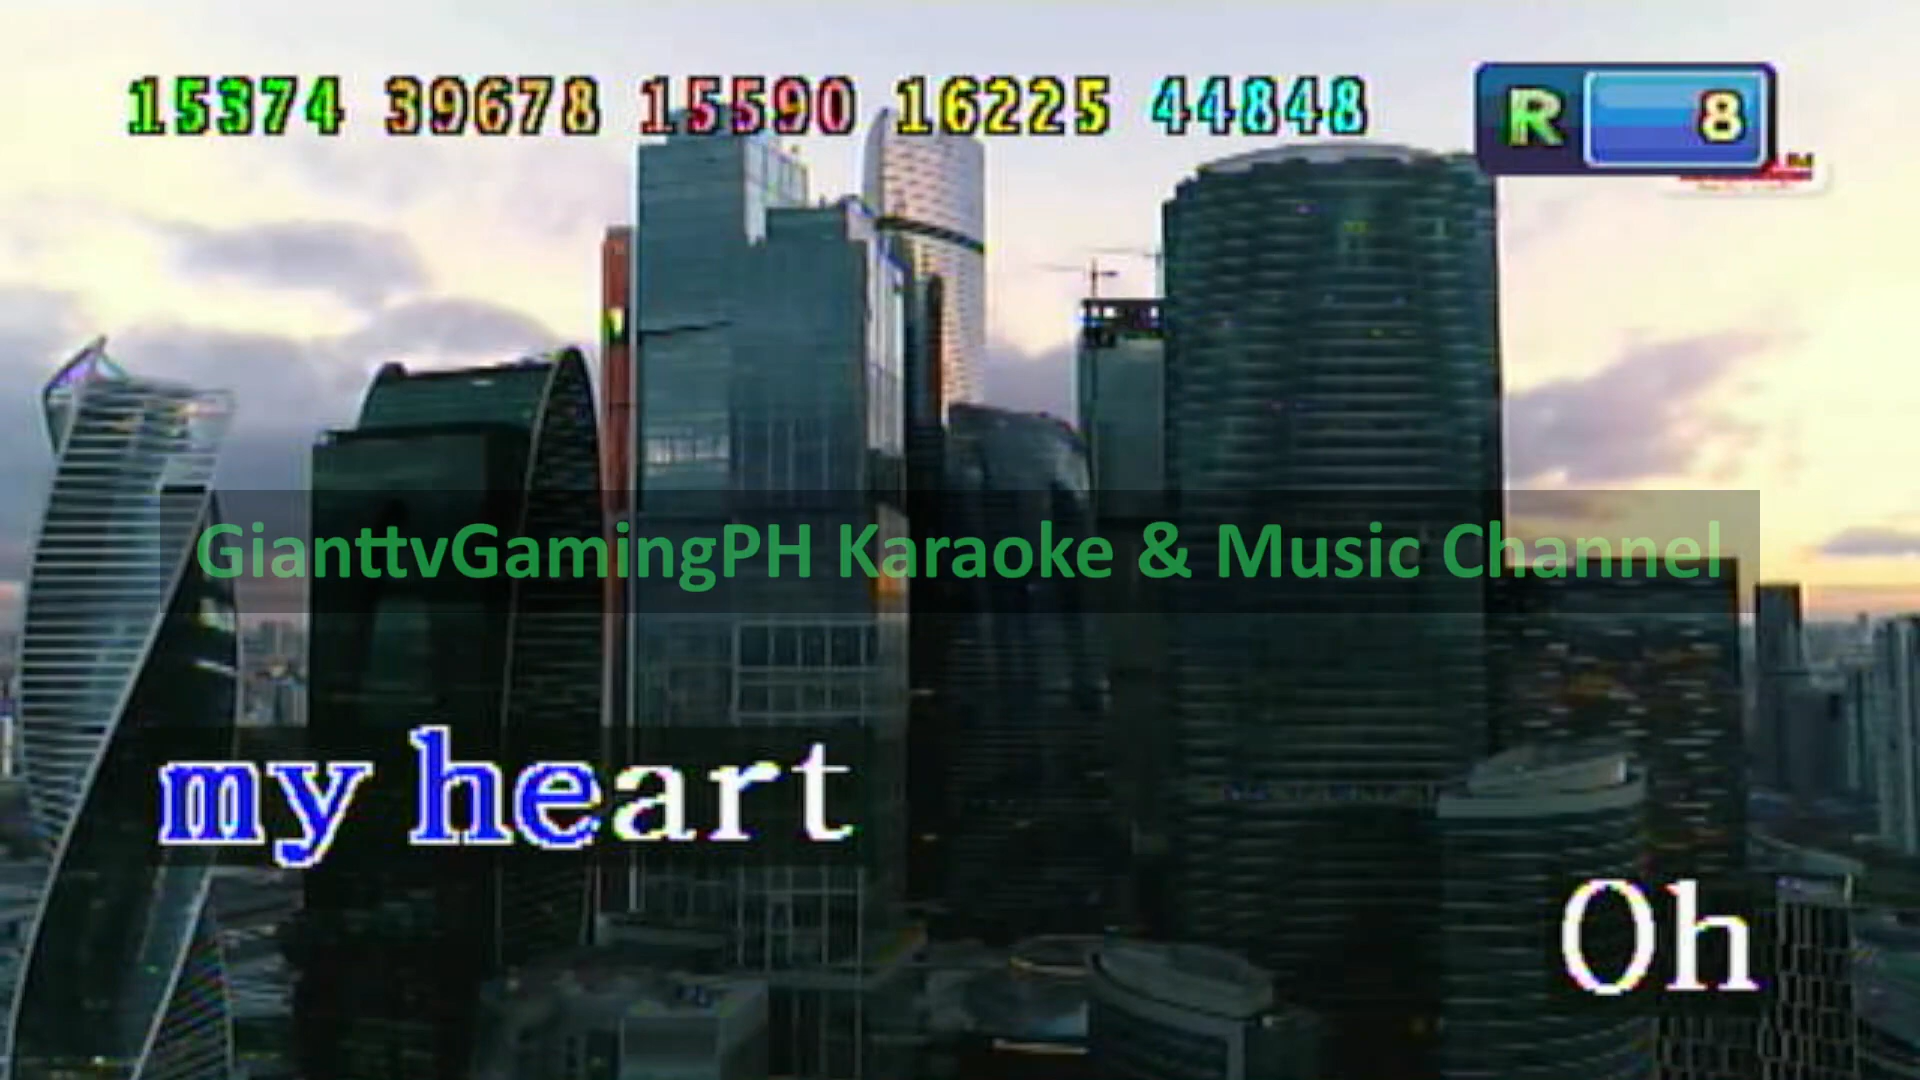 15374 39678 15590 16225 44848 R 8
GianttvGamingPH Karaoke & Music Channel
my heart
Oh